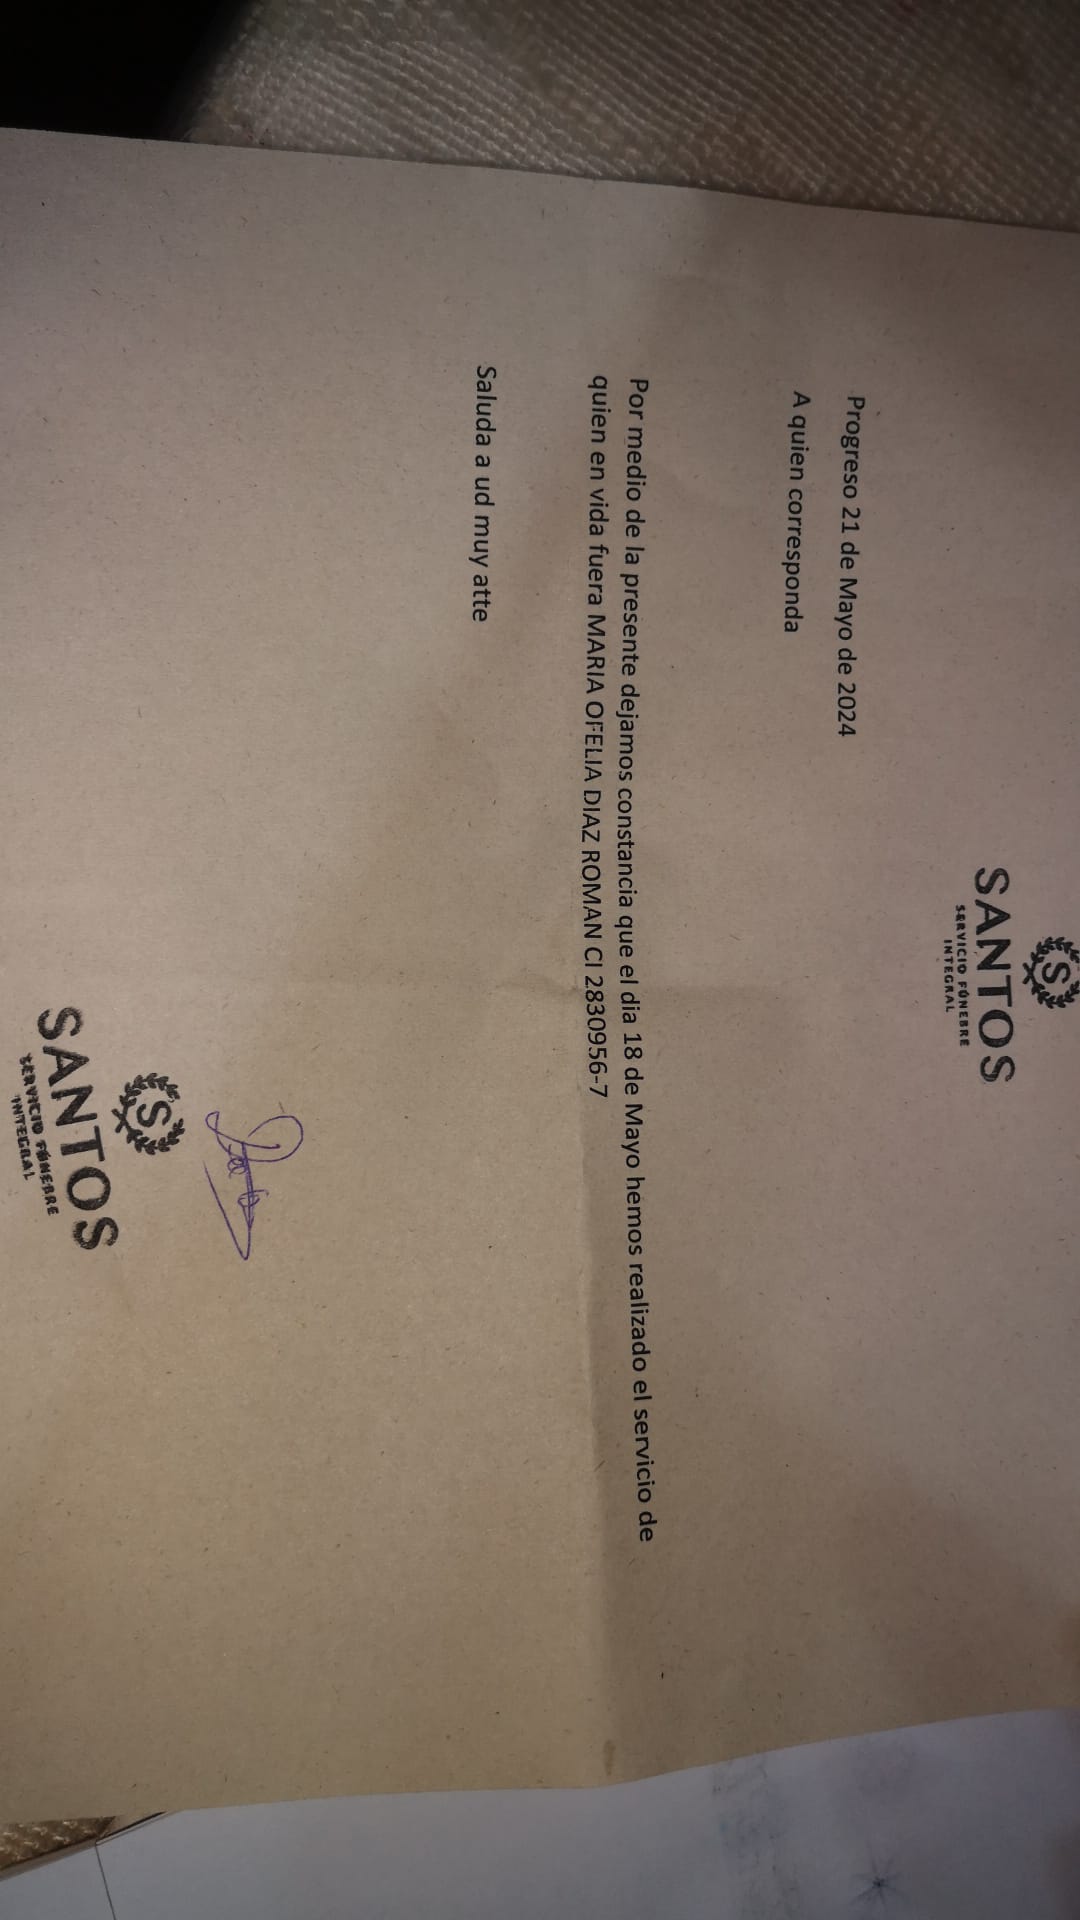 S
SANTOS
SERVICIO FÚNEBRE
INTEGRAL
Progreso 21 de Mayo de 2024
A quien corresponda
Por medio de la presente dejamos constancia que el dia 18 de Mayo hemos realizado el servicio de
quien en vida fuera MARIA OFELIA DIAZ ROMAN CI 2830956-7
Saluda a ud muy atte
S
SANTOS
SERVICIO FÚNEBRE
INTEGRAL